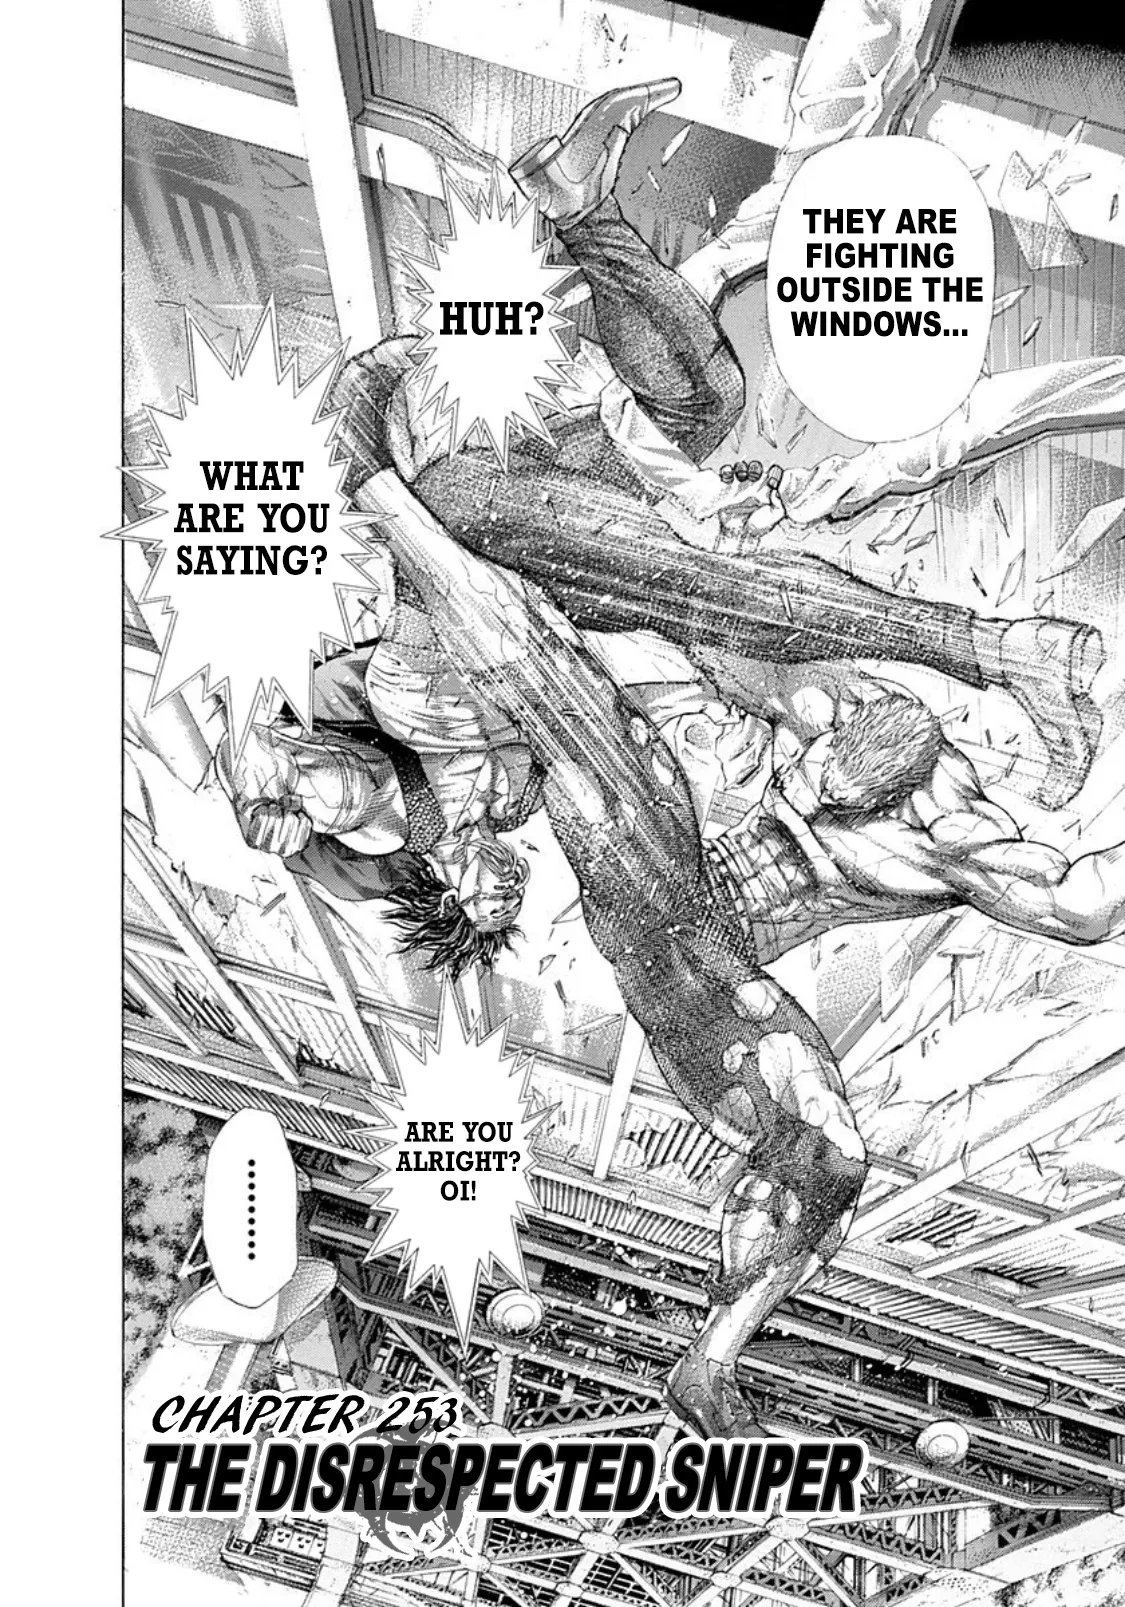 THEY ARE
FIGHTING
OUTSIDE THE
WINDOWS...
HUH?
WHAT
ARE YOU
SAYING?
ARE YOU
ALRIGHT?
OI!
.........
CHAPTER 253
THE DISRESPECTED SNIPER